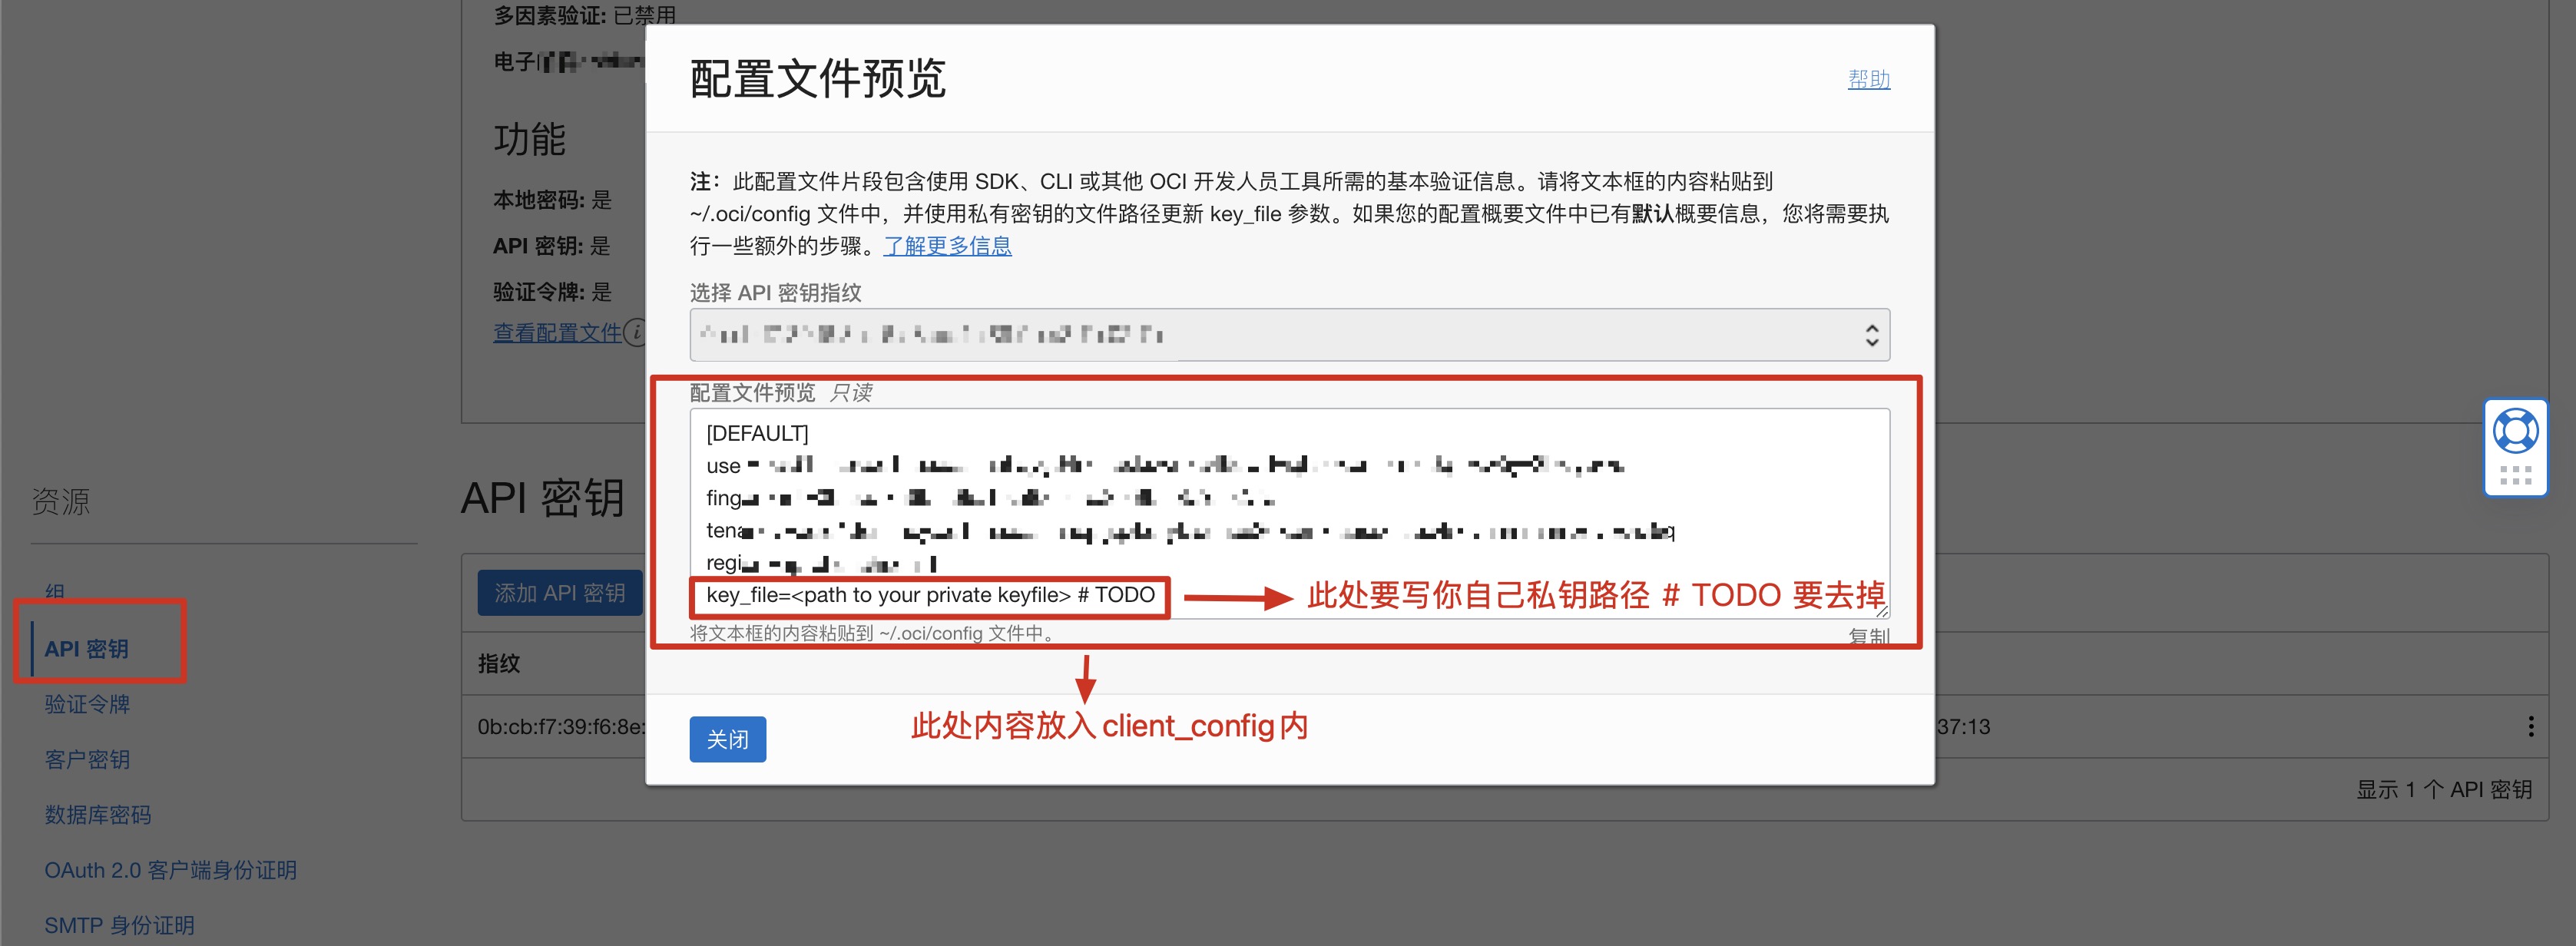 多因素验证: 已禁用
电子
功能
本地密码: 是
API 密钥: 是
验证令牌: 是
查看配置文件
资源
组
API 密钥
验证令牌
客户密钥
数据库密码
OAuth 2.0 客户端身份证明
SMTP 身份证明
API 密钥
添加 API 密钥
指纹
0b:cb:f7:39:f6:8e:
37:13
显示 1 个 API 密钥
配置文件预览
帮助
注：此配置文件片段包含使用 SDK、CLI 或其他 OCI 开发人员工具所需的基本验证信息。请将文本框的内容粘贴到
~/.oci/config 文件中，并使用私有密钥的文件路径更新 key_file 参数。如果您的配置概要文件中已有默认概要信息，您将需要执
行一些额外的步骤。了解更多信息
选择 API 密钥指纹
配置文件预览 只读
[DEFAULT]
use
fing
tena
regi
key_file=<path to your private keyfile> # TODO
此处要写你自己私钥路径 # TODO 要去掉
将文本框的内容粘贴到 ~/.oci/config 文件中。
复制
此处内容放入client_config内
关闭